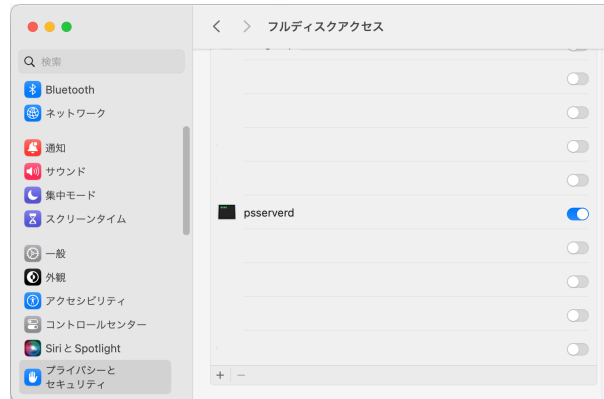 フルディスクアクセス
検索
Bluetooth
ネットワーク
通知
サウンド
集中モード
スクリーンタイム
一般
外観
アクセシビリティ
コントロールセンター
Siri と Spotlight
プライバシーと
セキュリティ
psserverd
+ −